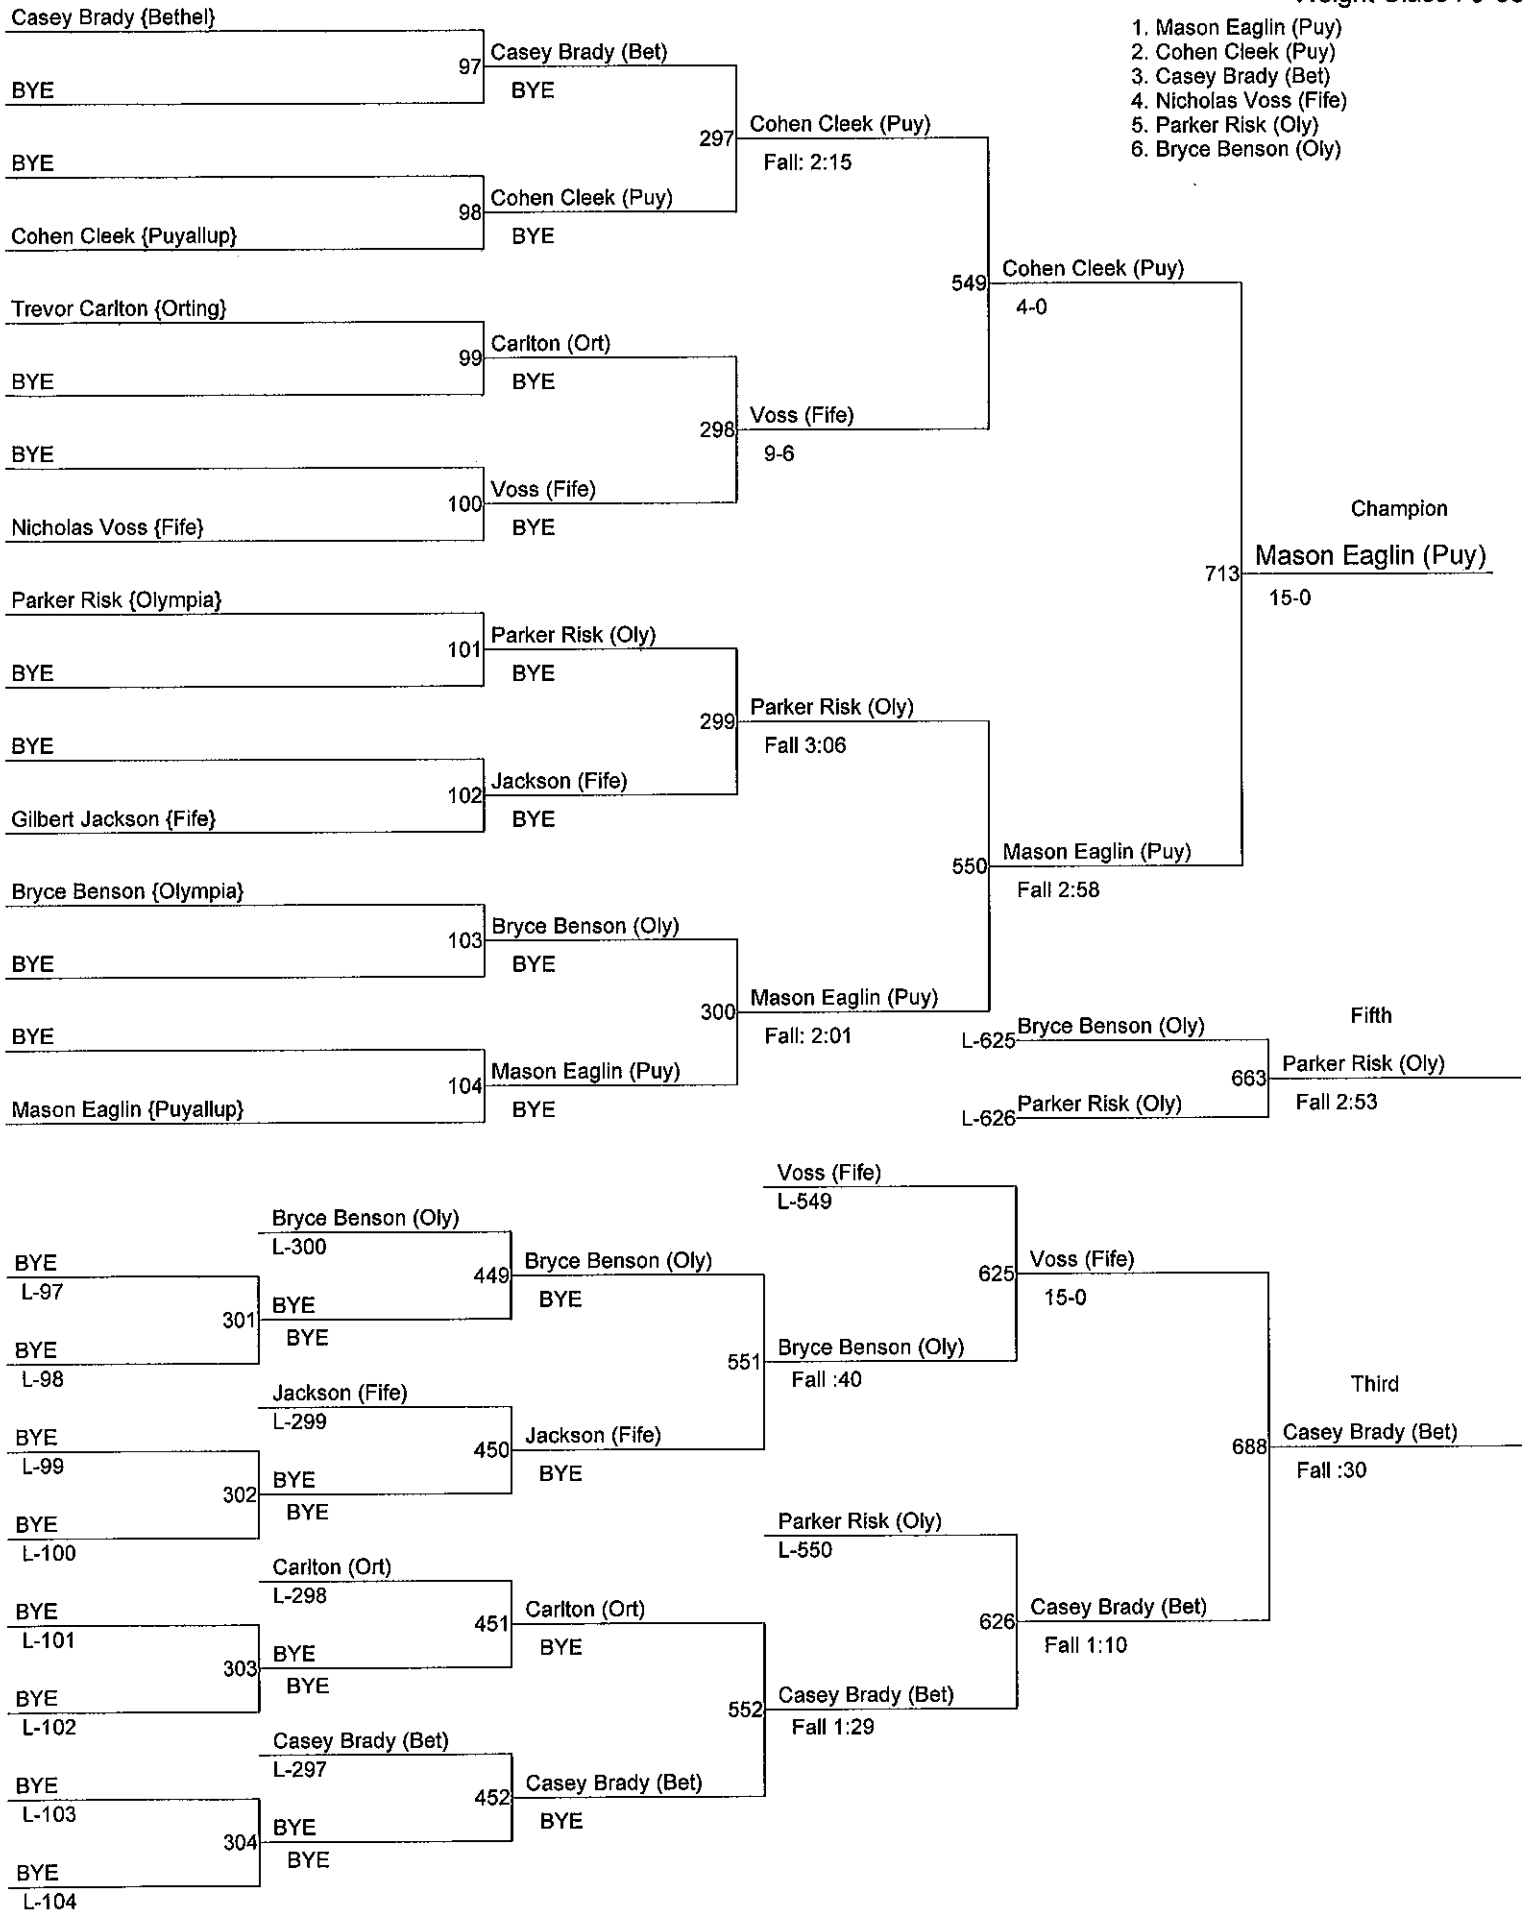 Casey Brady {Bethel}
97
Casey Brady (Bet)
BYE
BYE
297
Cohen Cleek (Puy)
Fall: 2:15
BYE
98
Cohen Cleek (Puy)
BYE
Cohen Cleek {Puyallup}
549
Cohen Cleek (Puy)
4-0
Trevor Carlton {Orting}
99
Carlton (Ort)
BYE
BYE
298
Voss (Fife)
9-6
BYE
100
Voss (Fife)
BYE
Nicholas Voss {Fife}
1. Mason Eaglin (Puy)
2. Cohen Cleek (Puy)
3. Casey Brady (Bet)
4. Nicholas Voss (Fife)
5. Parker Risk (Oly)
6. Bryce Benson (Oly)
Champion
713
Mason Eaglin (Puy)
15-0
Parker Risk {Olympia}
101
Parker Risk (Oly)
BYE
BYE
299
Parker Risk (Oly)
Fall 3:06
BYE
102
Jackson (Fife)
BYE
Gilbert Jackson {Fife}
550
Mason Eaglin (Puy)
Fall 2:58
Bryce Benson {Olympia}
103
Bryce Benson (Oly)
BYE
BYE
300
Mason Eaglin (Puy)
Fall: 2:01
BYE
104
Mason Eaglin (Puy)
BYE
Mason Eaglin {Puyallup}
Fifth
L-625
Bryce Benson (Oly)
663
Parker Risk (Oly)
Fall 2:53
L-626
Parker Risk (Oly)
Voss (Fife)
L-549
Bryce Benson (Oly)
L-300
BYE
L-97
301
BYE
BYE
BYE
L-98
449
Bryce Benson (Oly)
BYE
551
Bryce Benson (Oly)
Fall :40
625
Voss (Fife)
15-0
Jackson (Fife)
L-299
BYE
L-99
302
BYE
BYE
BYE
L-100
450
Jackson (Fife)
BYE
Third
688
Casey Brady (Bet)
Fall :30
Parker Risk (Oly)
L-550
Carlton (Ort)
L-298
BYE
L-101
303
BYE
BYE
BYE
L-102
451
Carlton (Ort)
BYE
552
Casey Brady (Bet)
Fall 1:29
626
Casey Brady (Bet)
Fall 1:10
Casey Brady (Bet)
L-297
BYE
L-103
304
BYE
BYE
BYE
L-104
452
Casey Brady (Bet)
BYE